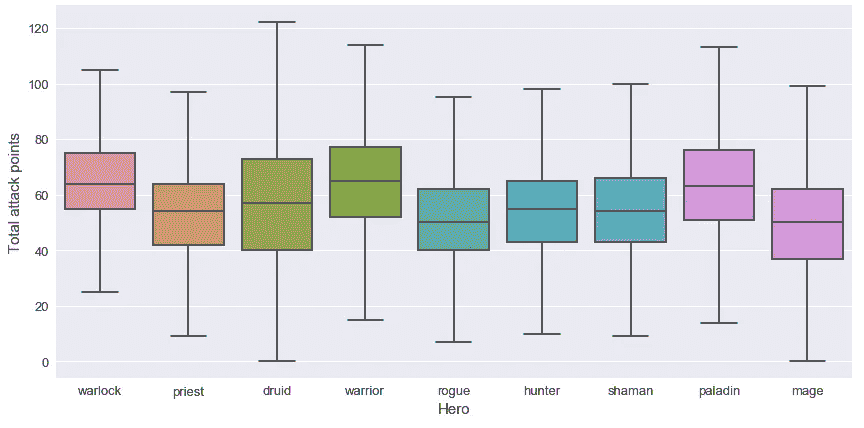 Total attack points
120
100
80
60
40
20
0
warlock priest druid warrior rogue hunter shaman paladin mage
Hero